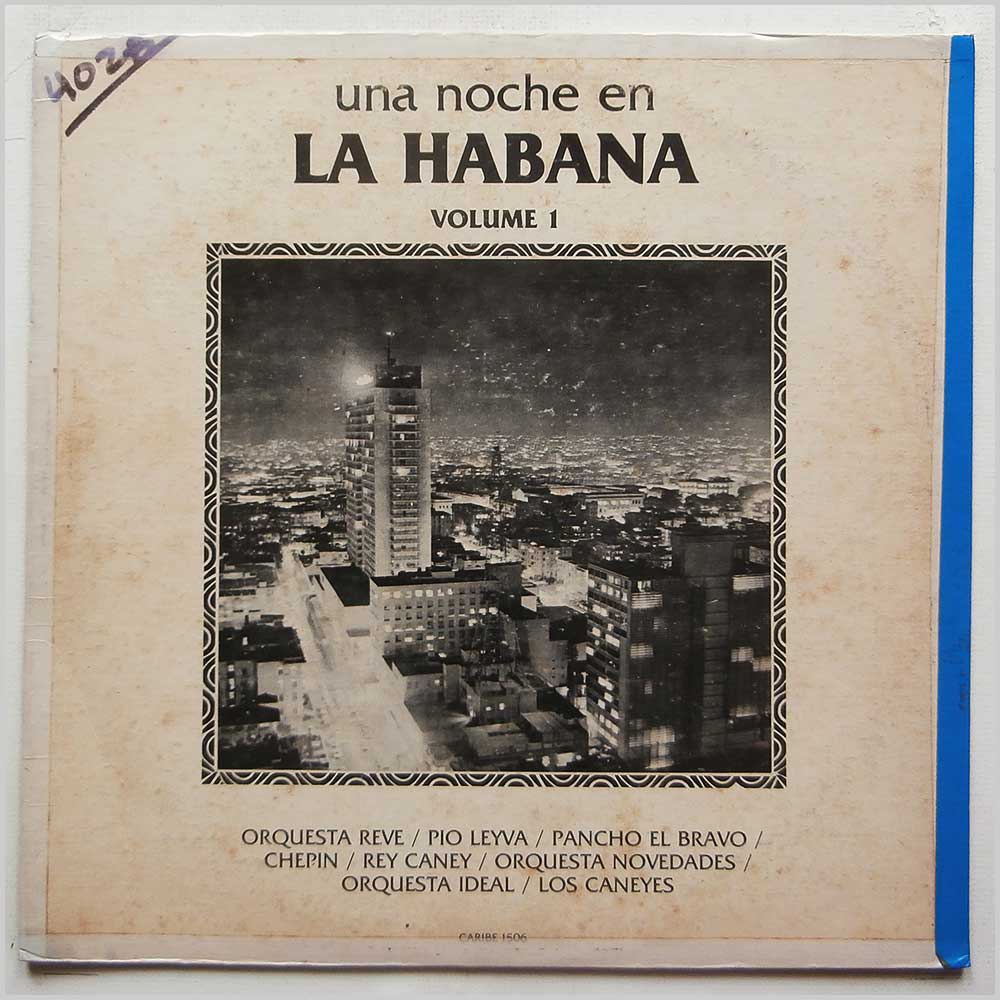 4026
una noche en
LA HABANA
VOLUME 1
ORQUESTA REVE / PIO LEYVA / PANCHO EL BRAVO /
CHEPIN / REY CANEY / ORQUESTA NOVEDADES /
ORQUESTA IDEAL / LOS CANEYES
CARIBE 1506